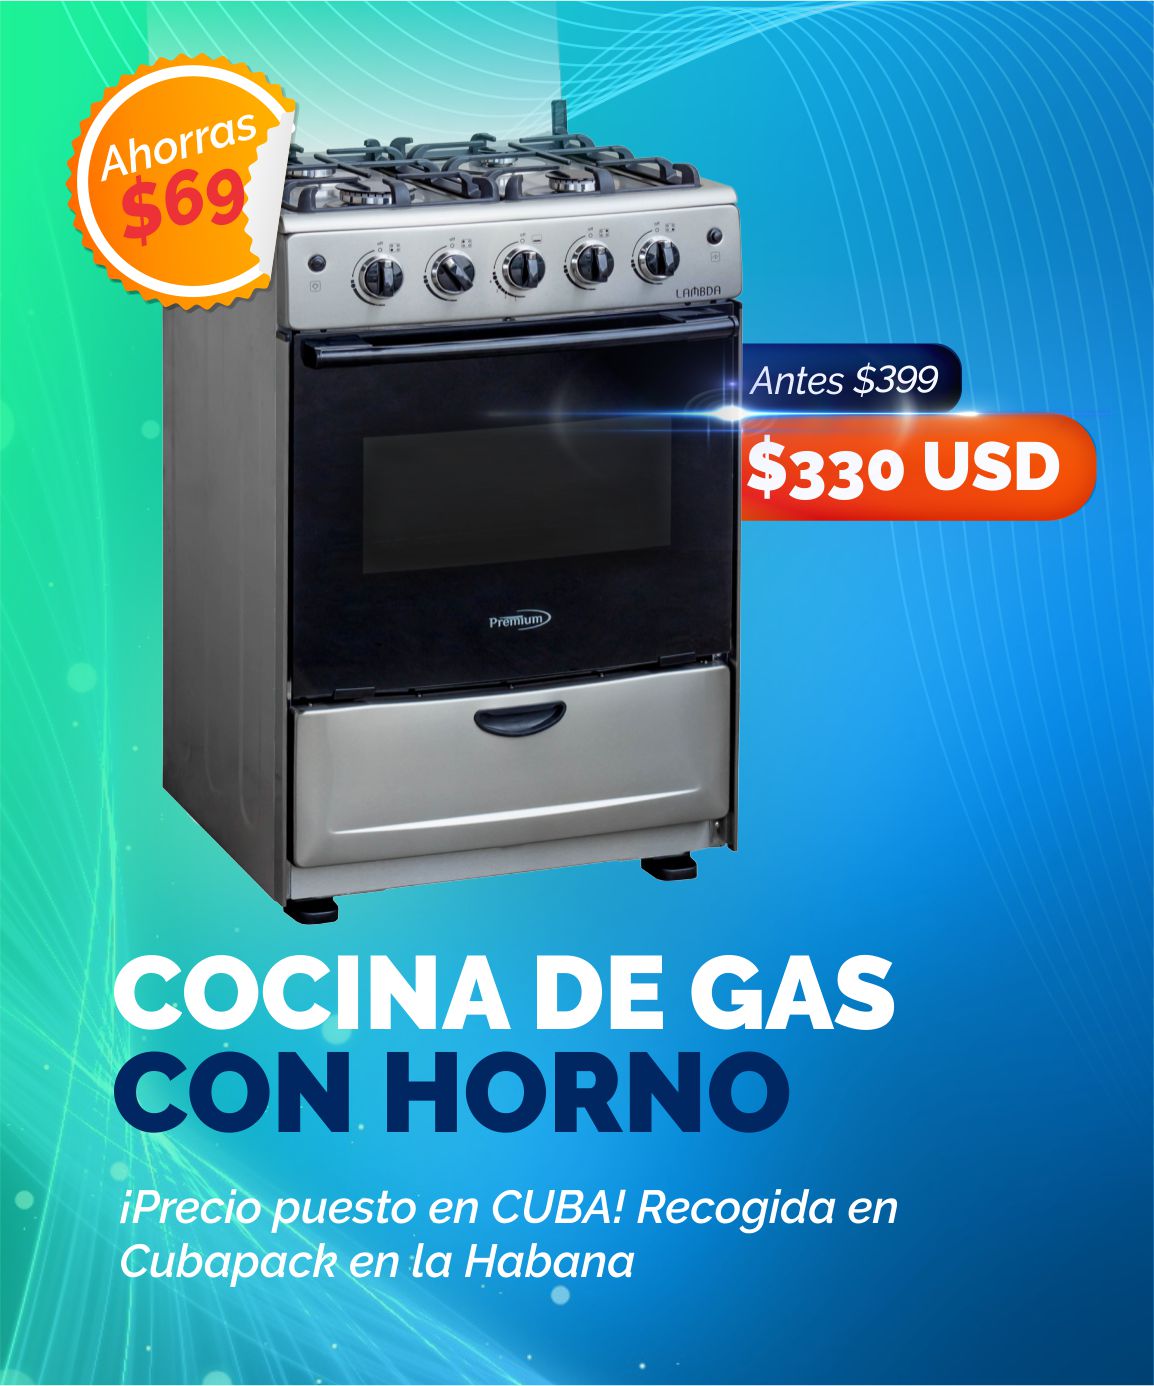 Ahorras
$69
LAMBDA
Antes $399
$330 USD
Premium
COCINA DE GAS
CON HORNO
¡Precio puesto en CUBA! Recogida en
Cubapack en la Habana